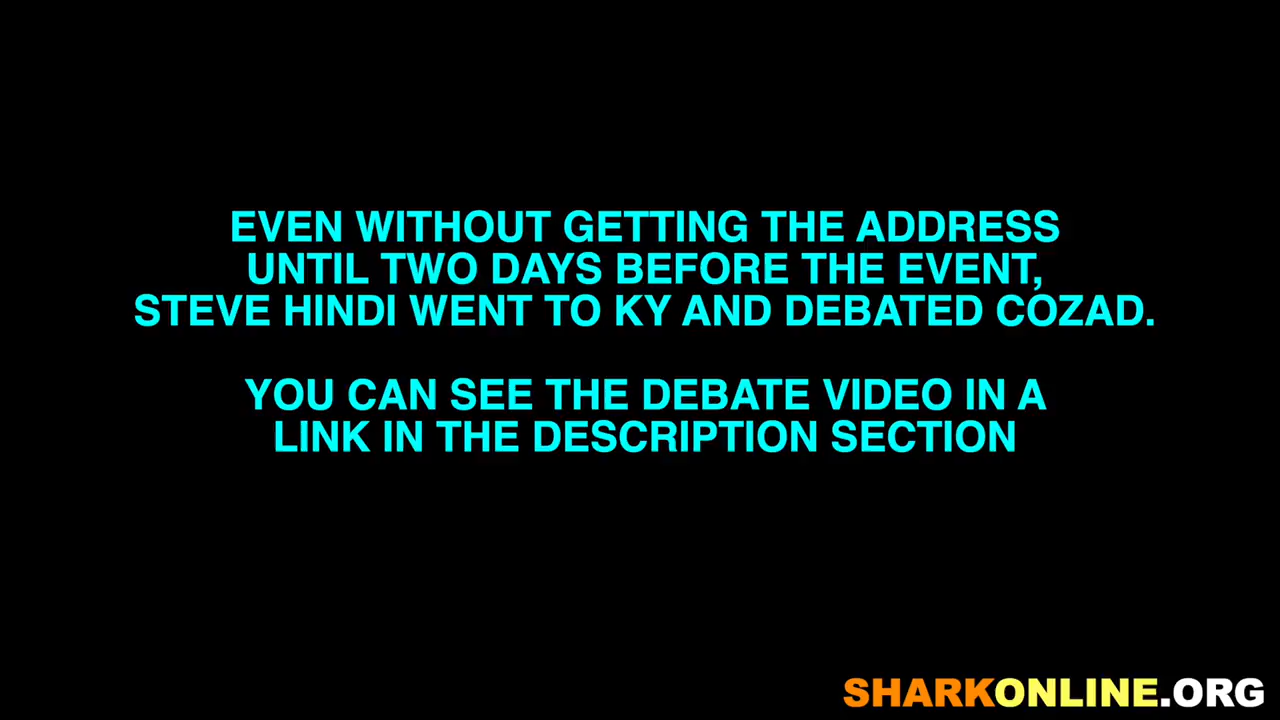 EVEN WITHOUT GETTING THE ADDRESS
UNTIL TWO DAYS BEFORE THE EVENT,
STEVE HINDI WENT TO KY AND DEBATED COZAD.
YOU CAN SEE THE DEBATE VIDEO IN A
LINK IN THE DESCRIPTION SECTION
SHARKONLINE.ORG